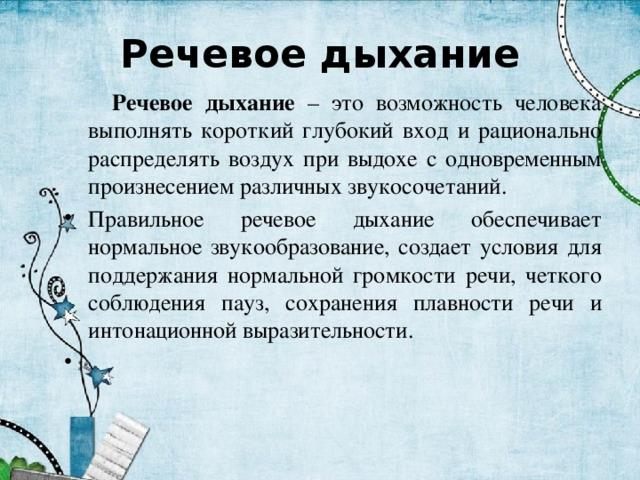 Речевое дыхание
Речевое дыхание – это возможность человека
выполнять короткий глубокий вход и рационально
распределять воздух при выдохе с одновременным
произнесением различных звукосочетаний.
• Правильное речевое дыхание обеспечивает
нормальное звукообразование, создает условия для
поддержания нормальной громкости речи, четкого
соблюдения пауз, сохранения плавности речи и
интонационной выразительности.
•